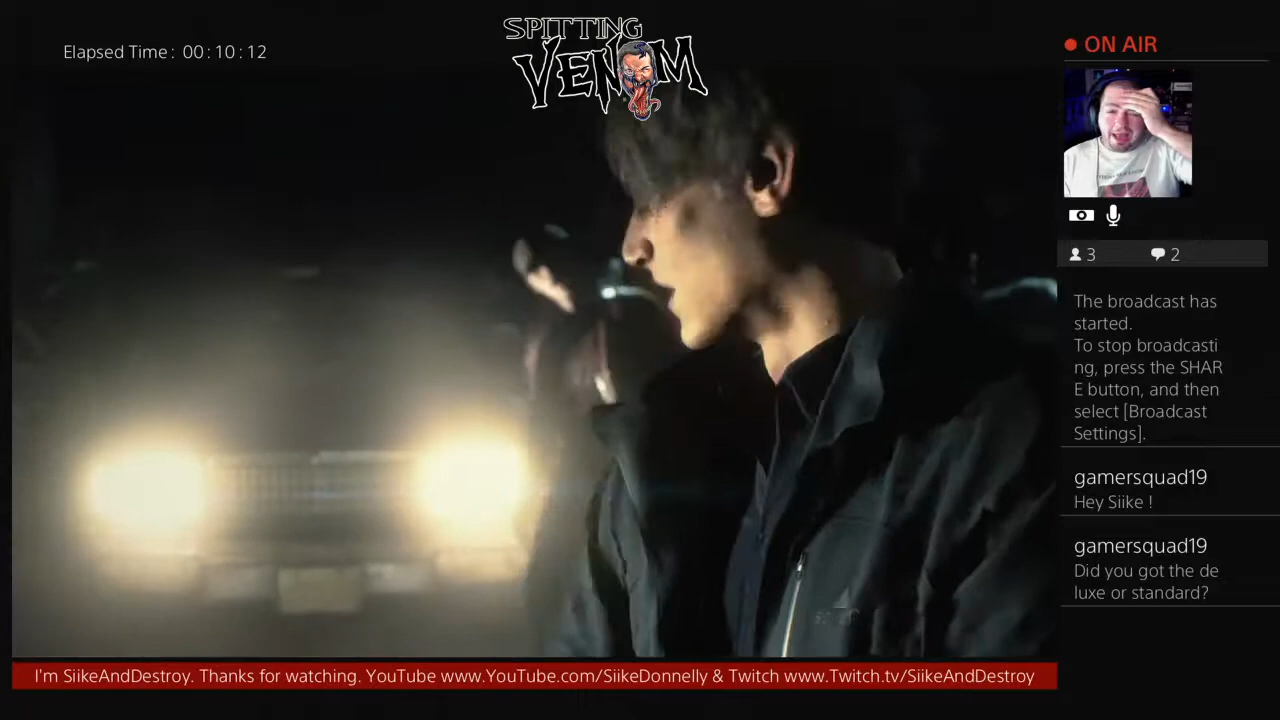 Elapsed Time: 00:10:12
SPITTING
VENOM
ON AIR
3
2
The broadcast has
started.
To stop broadcasti
ng, press the SHAR
E button, and then
select [Broadcast
Settings].
gamersquad19
Hey Siike !
gamersquad19
Did you got the de
luxe or standard?
I'm SiikeAndDestroy. Thanks for watching. YouTube www.YouTube.com/SiikeDonnelly & Twitch www.Twitch.tv/SiikeAndDestroy